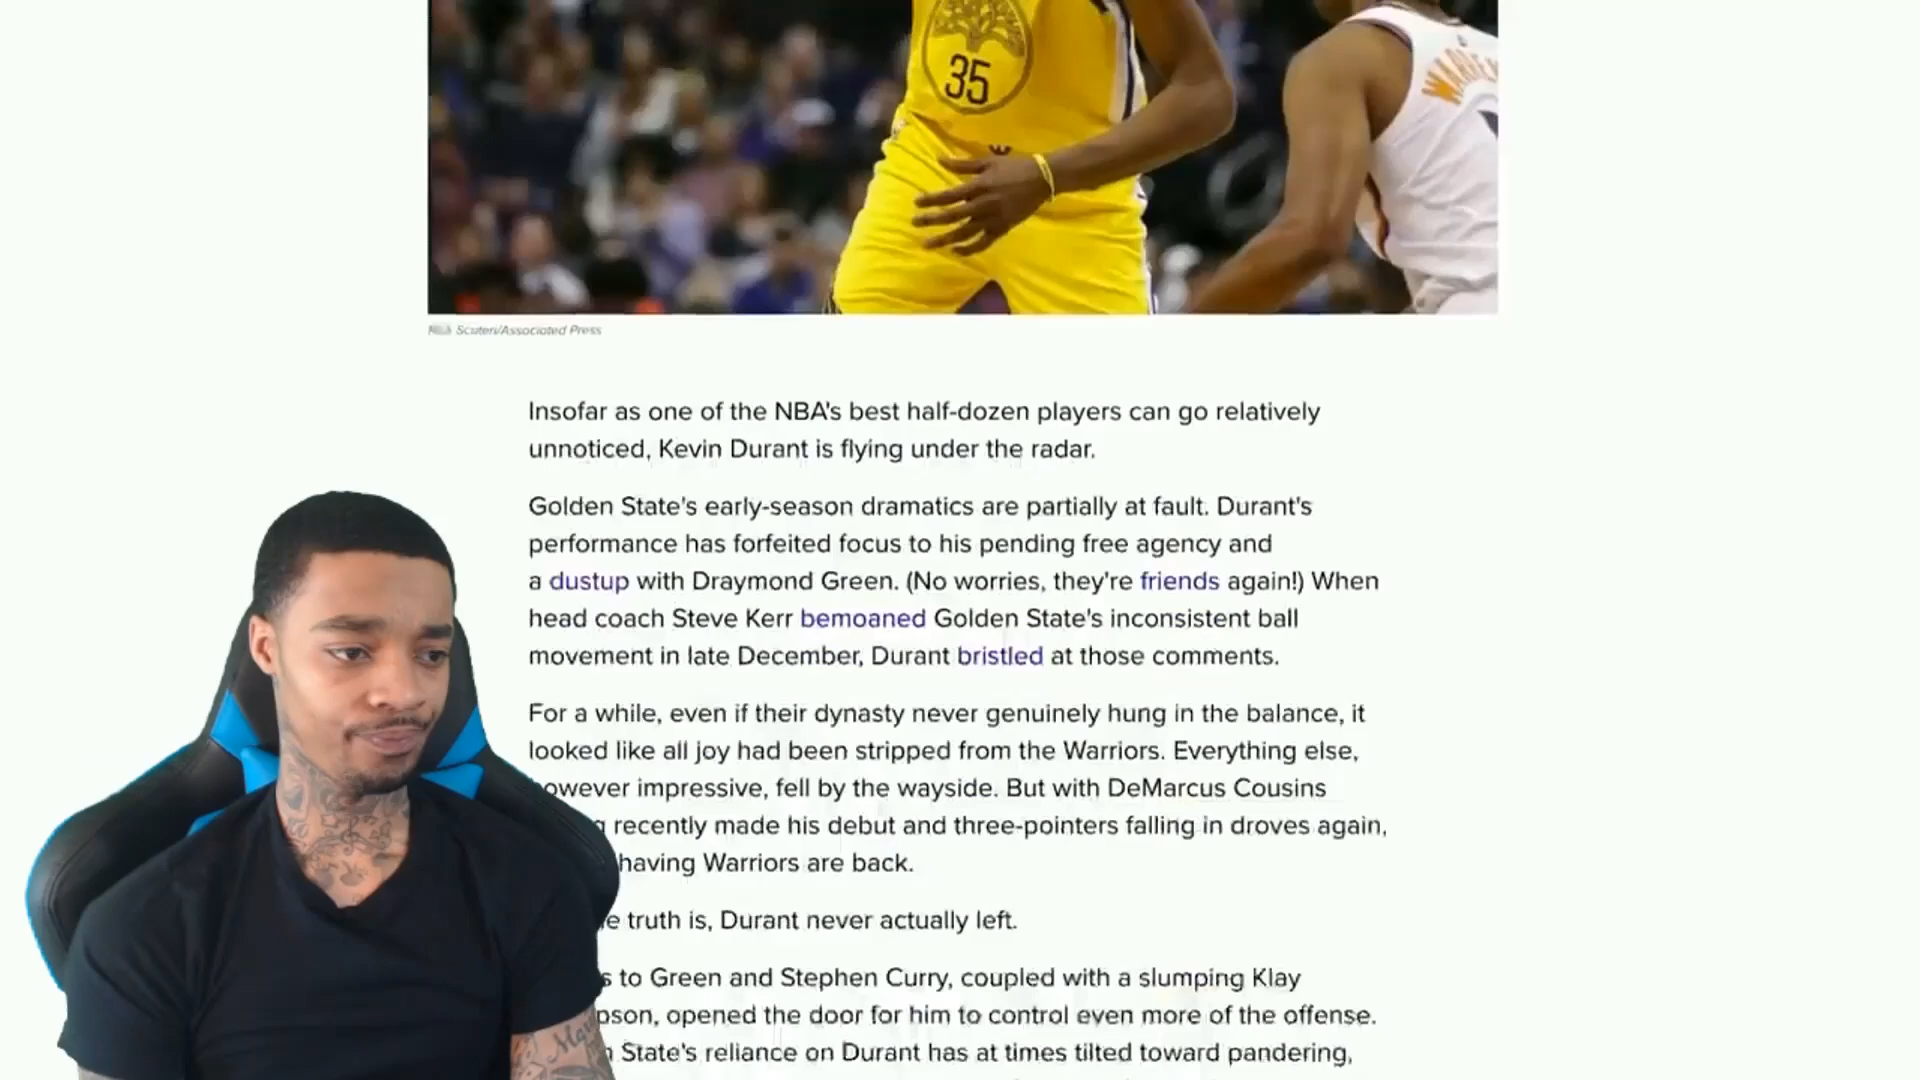 35
WARREN
Scuteri/Associated Press
Insofar as one of the NBA's best half-dozen players can go relatively
unnoticed, Kevin Durant is flying under the radar.
Golden State's early-season dramatics are partially at fault. Durant's
performance has forfeited focus to his pending free agency and
a dustup with Draymond Green. (No worries, they're friends again!) When
head coach Steve Kerr bemoaned Golden State's inconsistent ball
movement in late December, Durant bristled at those comments.
For a while, even if their dynasty never genuinely hung in the balance, it
looked like all joy had been stripped from the Warriors. Everything else,
owever impressive, fell by the wayside. But with DeMarcus Cousins
recently made his debut and three-pointers falling in droves again,
having Warriors are back.
truth is, Durant never actually left.
to Green and Stephen Curry, coupled with a slumping Klay
pson, opened the door for him to control even more of the offense.
State's reliance on Durant has at times tilted toward pandering,